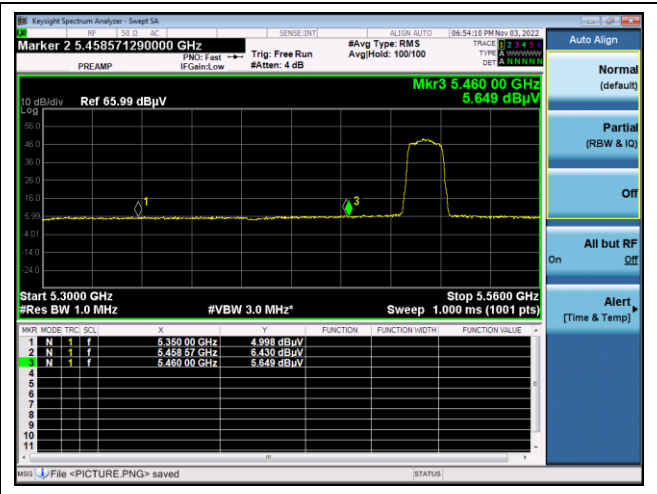 Keysight Spectrum Analyzer - Swept SA
RF 50 Ω AC SENSE:INT ALIGN AUTO 06:54:10 PM Nov 03, 2022
Marker 2 5.458571290000 GHz
PREAMP
PNO: Fast
IFGain:Low
Trig: Free Run
#Atten: 4 dB
#Avg Type: RMS
Avg|Hold: 100/100
TRACE 1 2 3 4 5 6
TYPE A WWWWW
DET A N N N N N
Mkr3 5.460 00 GHz
5.649 dBµV
10 dB/div Ref 65.99 dBµV
Log
56.0
46.0
36.0
26.0
16.0
5.99
-4.01
-14.0
-24.0
1
3
Start 5.3000 GHz Stop 5.5600 GHz
#Res BW 1.0 MHz #VBW 3.0 MHz* Sweep 1.000 ms (1001 pts)
MKR MODE TRC SCL X Y FUNCTION FUNCTION WIDTH FUNCTION VALUE
1 N 1 f 5.350 00 GHz 4.998 dBµV
2 N 1 f 5.458 57 GHz 6.430 dBµV
3 N 1 f 5.460 00 GHz 5.649 dBµV
4
5
6
7
8
9
10
11
MSG File <PICTURE.PNG> saved STATUS
Auto Align
Normal
(default)
Partial
(RBW & IQ)
Off
All but RF
On Off
Alert
[Time & Temp]